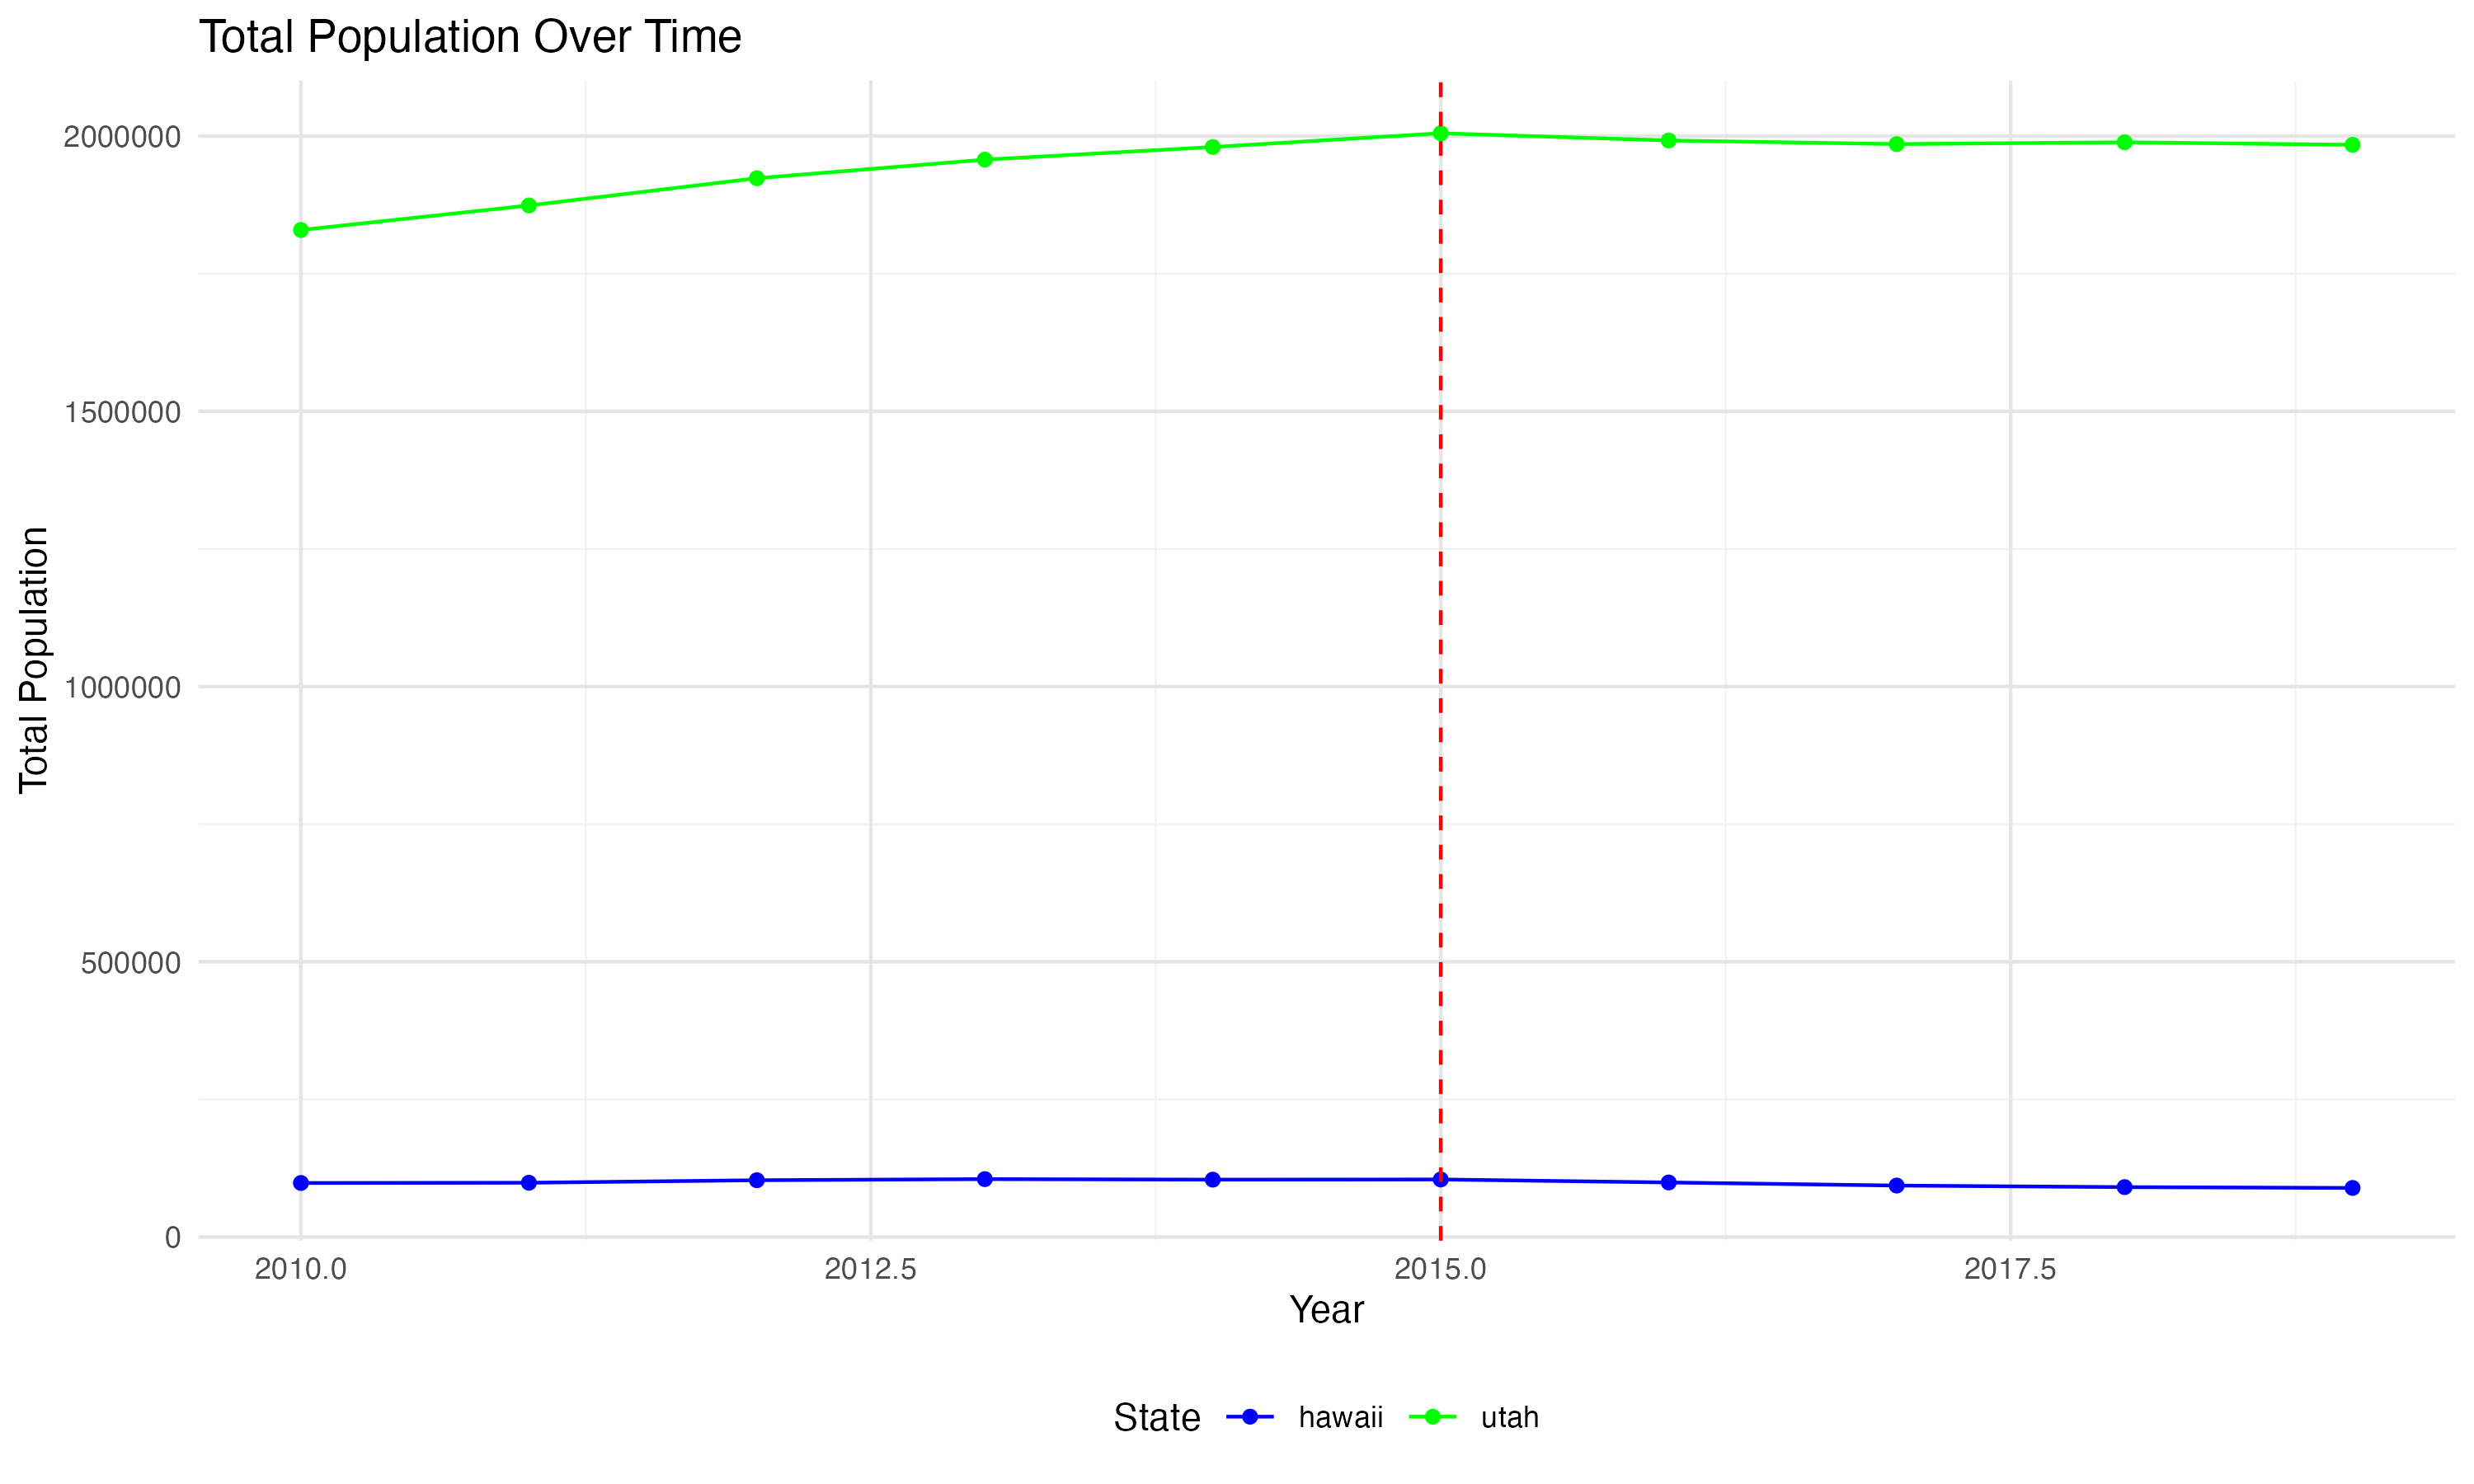 Total Population Over Time
Total Population
2000000
1500000
1000000
500000
0
2010.0 2012.5 2015.0 2017.5
Year
State hawaii utah